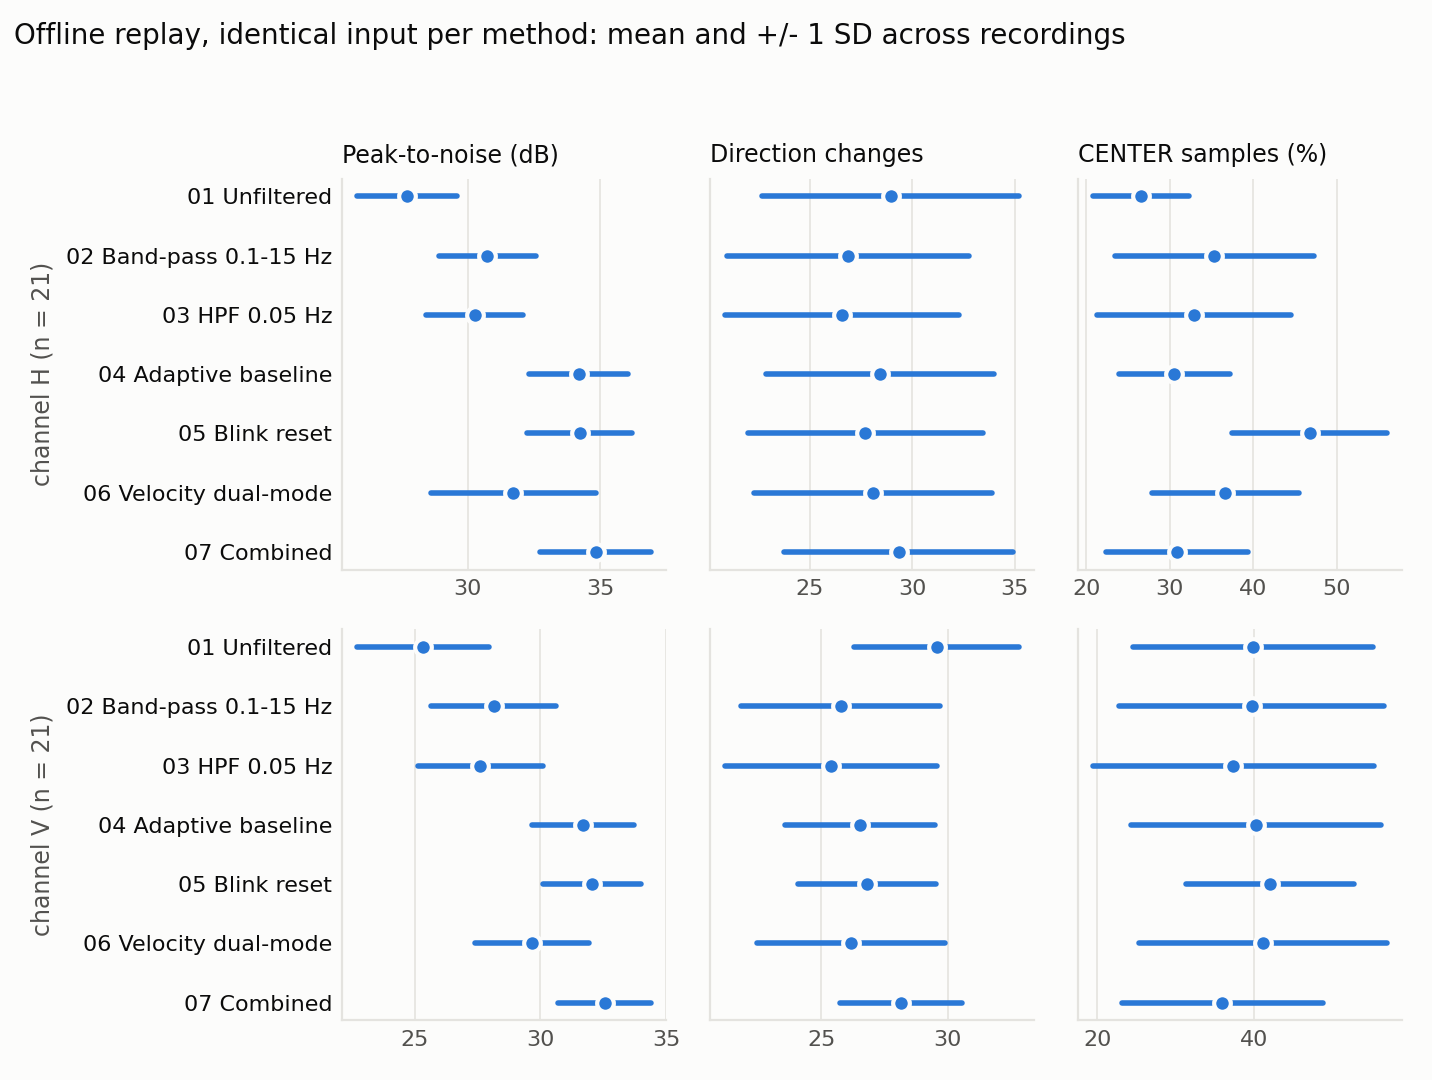 Offline replay, identical input per method: mean and +/- 1 SD across recordings
Peak-to-noise (dB)
Direction changes
CENTER samples (%)
channel H (n = 21)
01 Unfiltered
02 Band-pass 0.1-15 Hz
03 HPF 0.05 Hz
04 Adaptive baseline
05 Blink reset
06 Velocity dual-mode
07 Combined
30 35
25 30 35
20 30 40 50
channel V (n = 21)
01 Unfiltered
02 Band-pass 0.1-15 Hz
03 HPF 0.05 Hz
04 Adaptive baseline
05 Blink reset
06 Velocity dual-mode
07 Combined
25 30 35
25 30
20 40